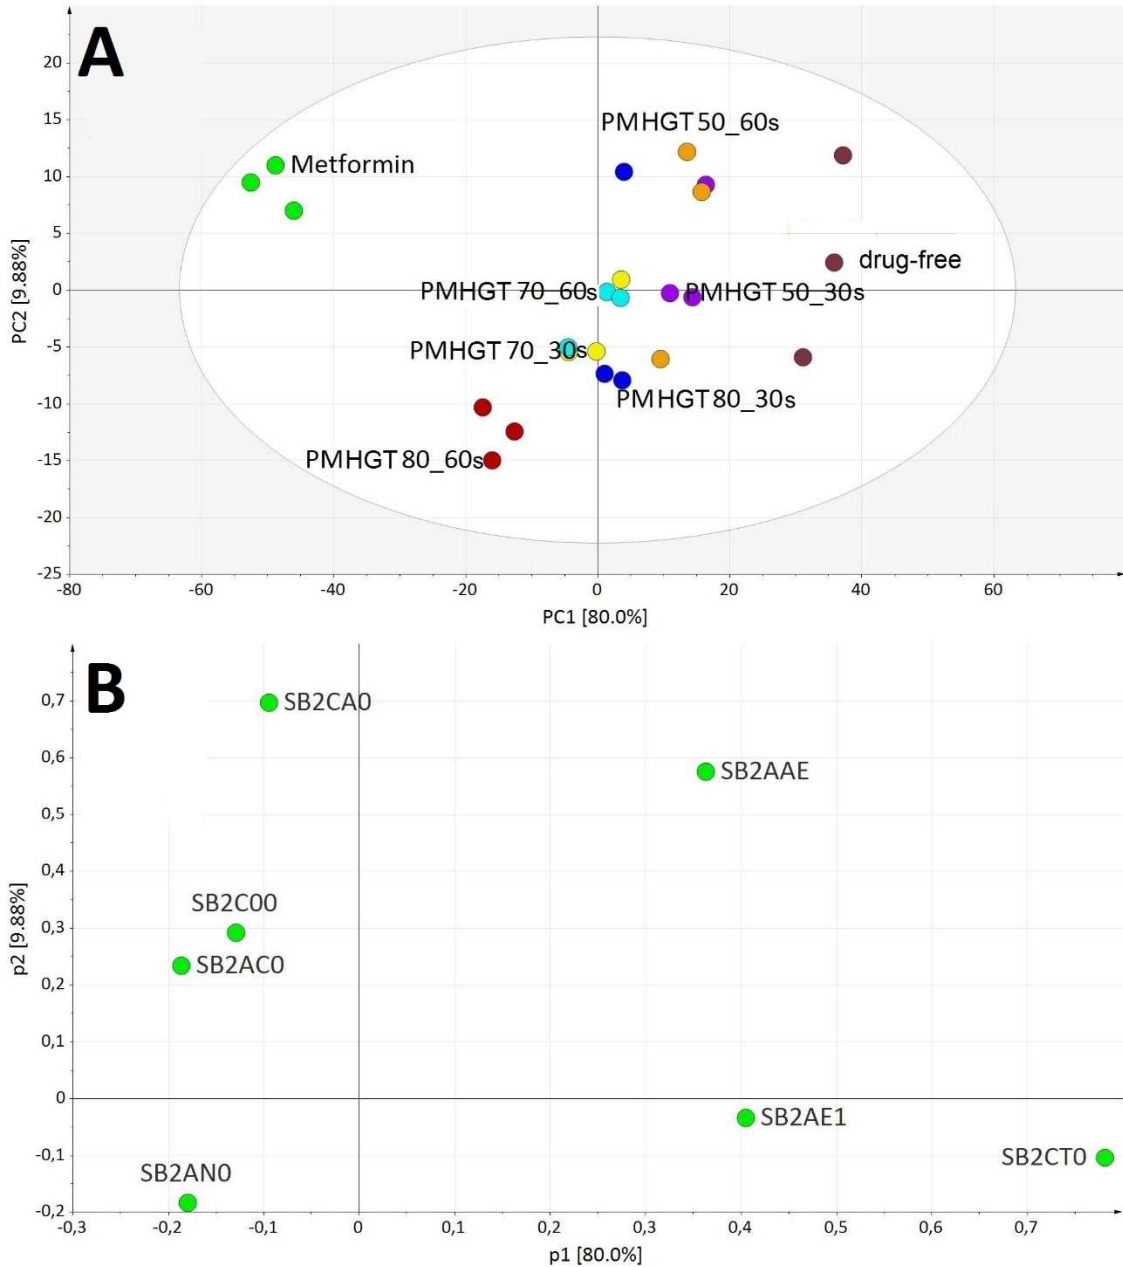 A
20
15
10
5
0
-5
-10
-15
-20
-25
PC2 [9.88%]
PMHGT 50_60s
Metformin
drug-free
PMHGT 70_60s
PMHGT 50_30s
PMHGT 70_30s
PMHGT 80_30s
PMHGT 80_60s
-80 -60 -40 -20 0 20 40 60
PC1 [80.0%]
B
0,7
0,6
0,5
0,4
0,3
0,2
0,1
0
-0,1
-0,2
p2 [9.88%]
SB2CA0
SB2AAE
SB2C00
SB2AC0
SB2AE1
SB2CT0
SB2AN0
-0,3 -0,2 -0,1 0 0,1 0,2 0,3 0,4 0,5 0,6 0,7
p1 [80.0%]